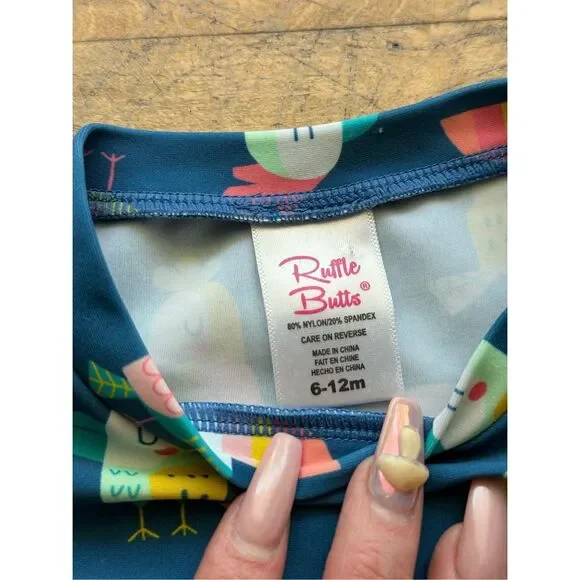 Ruffle
Butts®
80% NYLON/20% SPANDEX
CARE ON REVERSE
MADE IN CHINA
FAIT EN CHINE
HECHO EN CHINA
6-12m